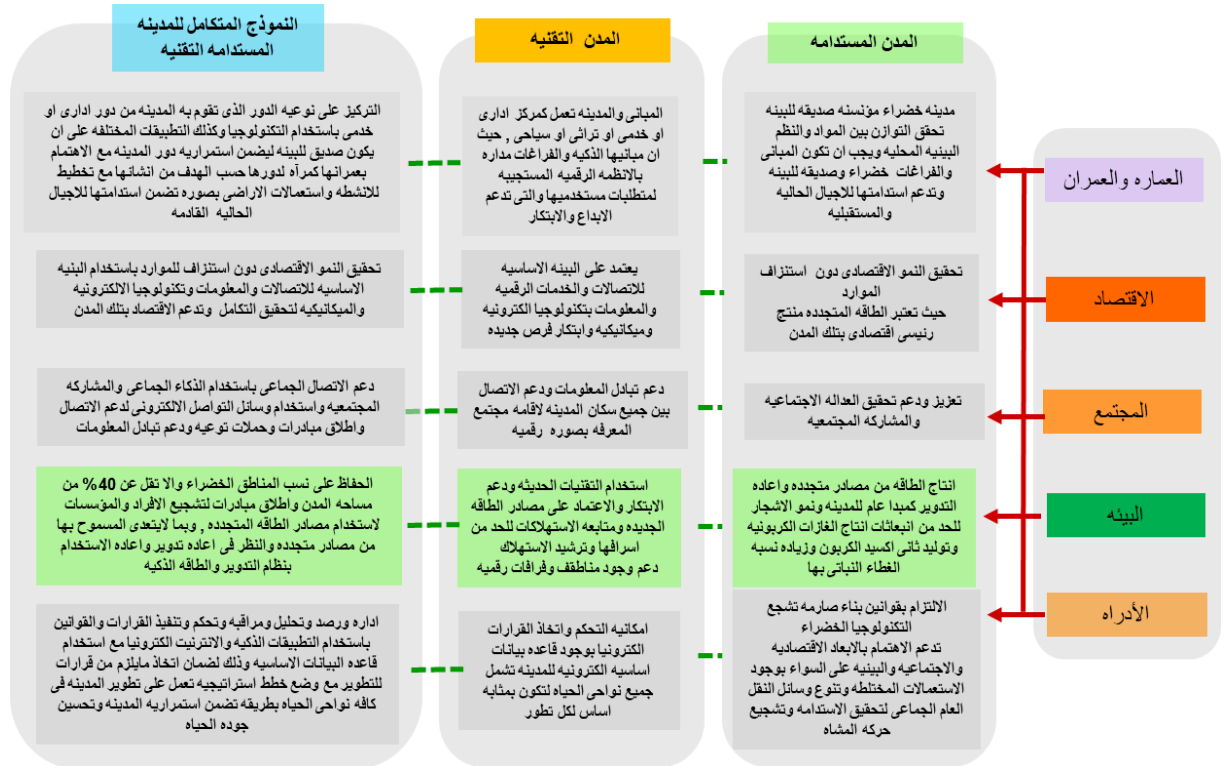 المدن المستدامه
المدن التقنيه
النموذج المتكامل للمدينه
المستدامه التقنيه
العماره والعمران
مدينه خضراء مؤنسنه صديقه للبيئه
تحقق التوازن بين المواد والنظم
البيئيه المحليه ويجب ان تكون المبانى
والفراغات خضراء وصديقه للبيئه
وتدعم استدامتها للاجيال الحاليه
والمستقبليه
المبانى والمدينه تعمل كمركز ادارى
او خدمى او تراثى او سياحى , حيث
ان مبانيها الذكيه والفراغات مداره
بالانظمه الرقميه المستجيبه
لمتطلبات مستخدميها والتى تدعم
الابداع والابتكار
التركيز على نوعيه الدور الذى تقوم به المدينه من دور ادارى او
خدمى باستخدام التكنولوجيا وكذلك التطبيقات المختلفه على ان
يكون صديق للبيئه ليضمن استمراريه دور المدينه مع الاهتمام
بعمرانها كمرآه لدورها حسب الهدف من انشائها مع تخطيط
للانشطه واستعمالات الاراضى بصوره تضمن استدامتها للاجيال
الحاليه القادمه
الاقتصاد
تحقيق النمو الاقتصادى دون استنزاف
الموارد
حيث تعتبر الطاقه المتجدده منتج
رئيسى اقتصادى بتلك المدن
يعتمد على البيئه الاساسيه
للاتصالات والخدمات الرقميه
والمعلومات بتكنولوجيا الكترونيه
وميكانيكيه وابتكار فرص جديده
تحقيق النمو الاقتصادى دون استنزاف للموارد باستخدام البنيه
الاساسيه للاتصالات والمعلومات وتكنولوجيا الالكترونيه
والميكانيكيه لتحقيق التكامل وتدعم الاقتصاد بتلك المدن
المجتمع
تعزيز ودعم تحقيق العداله الاجتماعيه
والمشاركه المجتمعيه
دعم تبادل المعلومات ودعم الاتصال
بين جميع سكان المدينه لاقامه مجتمع
المعرفه بصوره رقميه
دعم الاتصال الجماعى باستخدام الذكاء الجماعى والمشاركه
المجتمعيه واستخدام وسائل التواصل الالكترونى لدعم الاتصال
واطلاق مبادرات وحملات توعيه ودعم تبادل المعلومات
البيئه
انتاج الطاقه من مصادر متجدده واعاده
التدوير كمبدا عام للمدينه ونمو الاشجار
للحد من انبعاثات انتاج الغازات الكربونيه
وتوليد ثانى اكسيد الكربون وزياده نسبه
الغطاء النباتى بها
استخدام التقنيات الحديثه ودعم
الابتكار والاعتماد على مصادر الطاقه
الجديده ومتابعه الاستهلاكات للحد من
اسرافها وترشيد الاستهلاك
دعم وجود مناطقف وفراقات رقميه
الحفاظ على نسب المناطق الخضراء والا تقل عن 40% من
مساحه المدن واطلاق مبادرات لتشجيع الافراد والمؤسسات
لاستخدام مصادر الطاقه المتجدده , وبما لايتعدى المسموح بها
من مصادر متجدده والنظر فى اعاده تدوير واعاده الاستخدام
بنظام التدوير والطاقه الذكيه
الأدراه
الالتزام بقوانين بناء صارمه تشجع
التكنولوجيا الخضراء
تدعم الاهتمام بالابعاد الاقتصاديه
والاجتماعيه والبيئيه على السواء بوجود
الاستعمالات المختلطه وتنوع وسائل النقل
العام الجماعى لتحقيق الاستدامه وتشجيع
حركه المشاه
امكانيه التحكم واتخاذ القرارات
الكترونيا بوجود قاعده بيانات
اساسيه الكترونيه للمدينه تشمل
جميع نواحى الحياه لتكون بمثابه
اساس لكل تطور
اداره ورصد وتحليل ومراقبه وتحكم وتنفيذ القرارات والقوانين
باستخدام التطبيقات الذكيه والانترنيت الكترونيا مع استخدام
قاعده البيانات الاساسيه وذلك لضمان اتخاذ مايلزم من قرارات
للتطوير مع وضع خطط استراتيجيه تعمل على تطوير المدينه فى
كافه نواحى الحياه بطريقه تضمن استمراريه المدينه وتحسين
جوده الحياه